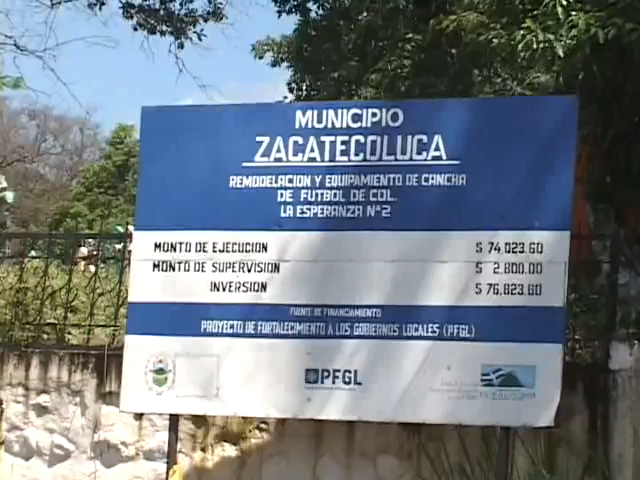 MUNICIPIO
ZACATECOLUCA
REMODELACION Y EQUIPAMIENTO DE CANCHA
DE FUTBOL DE COL.
LA ESPERANZA Nº2
MONTO DE EJECUCION $ 74,023.60
MONTO DE SUPERVISION $ 2,800.00
INVERSION $ 76,823.60
FUENTE DE FINANCIAMIENTO
PROYECTO DE FORTALECIMIENTO A LOS GOBIERNOS LOCALES (PFGL)
PFGL